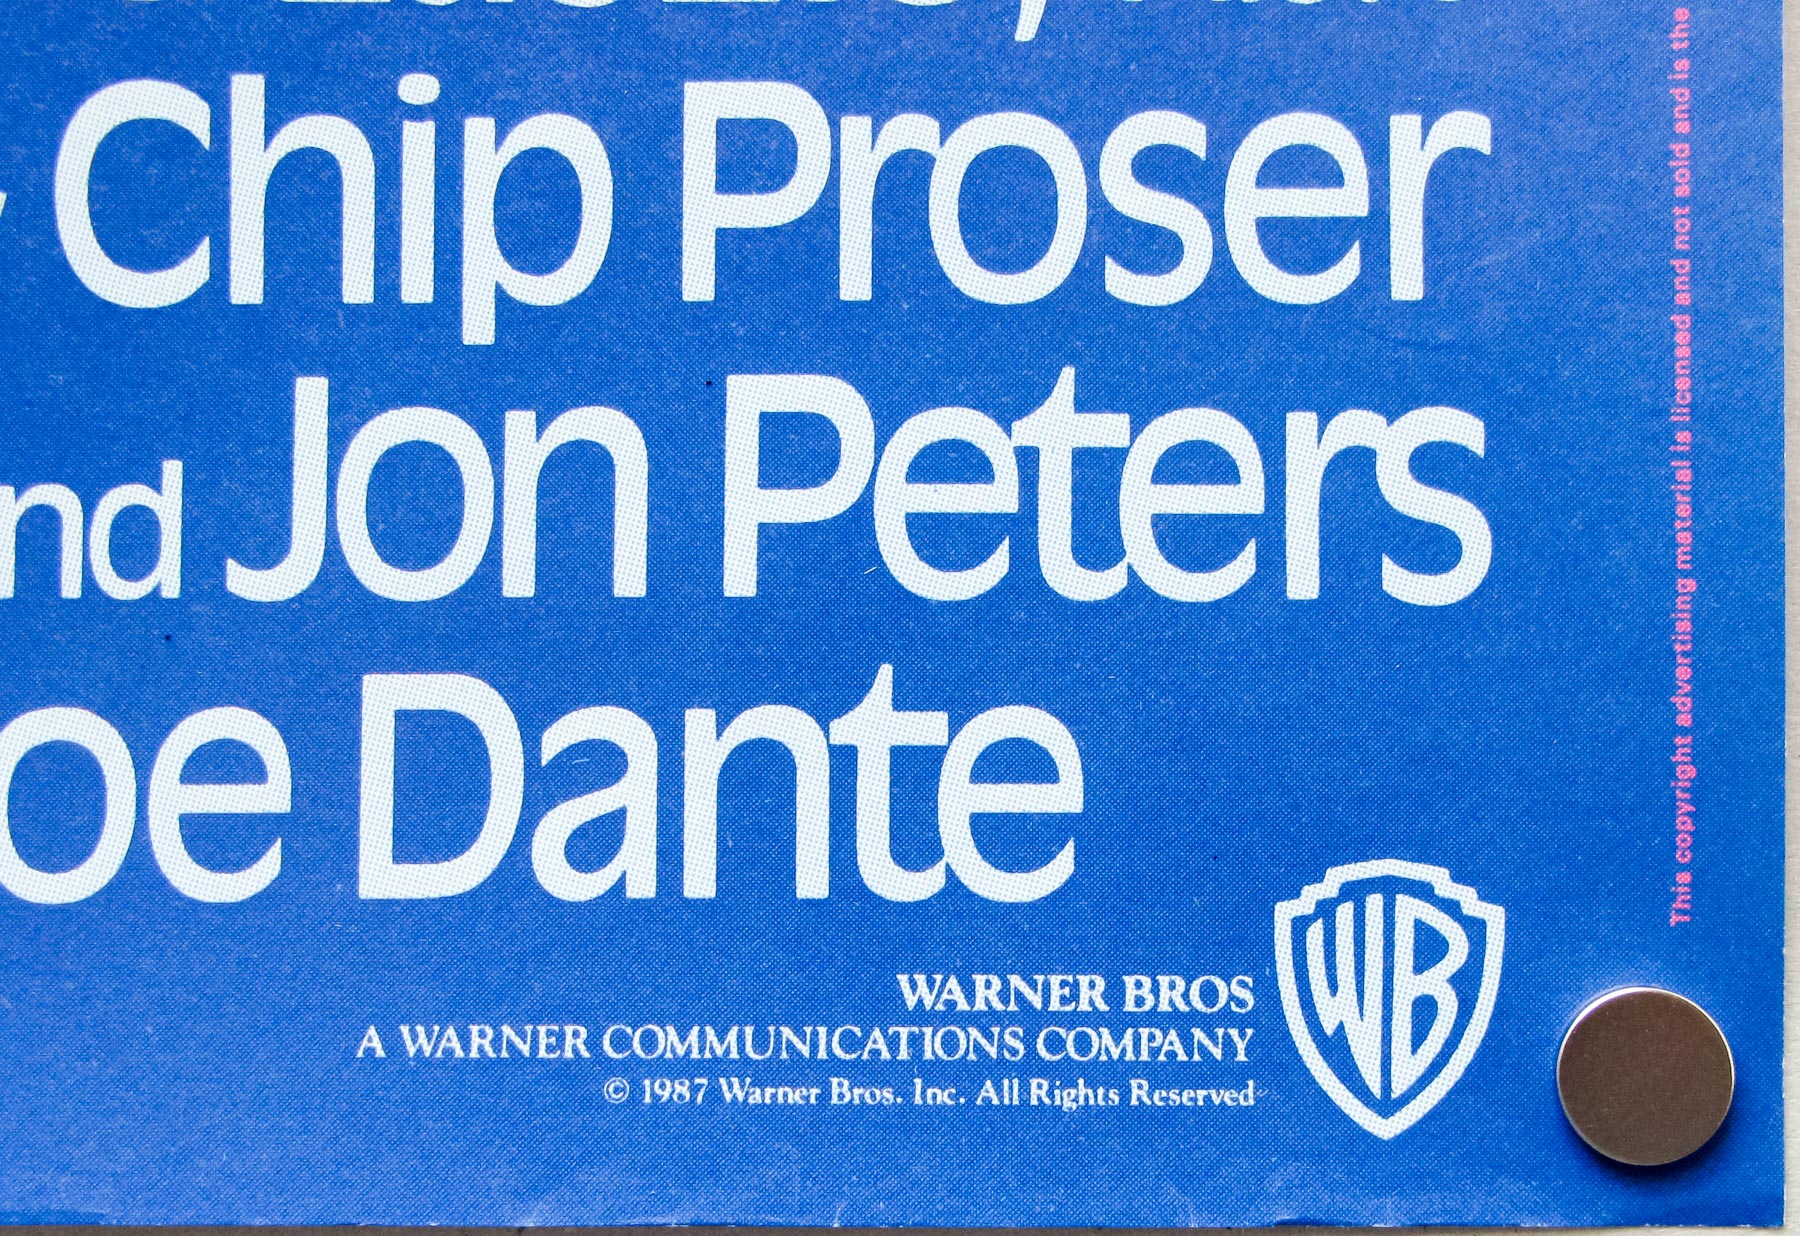 Chip Proser
nd Jon Peters
oe Dante
WARNER BROS
A WARNER COMMUNICATIONS COMPANY
© 1987 Warner Bros. Inc. All Rights Reserved
WB
This copyright advertising material is licensed and not sold and is the